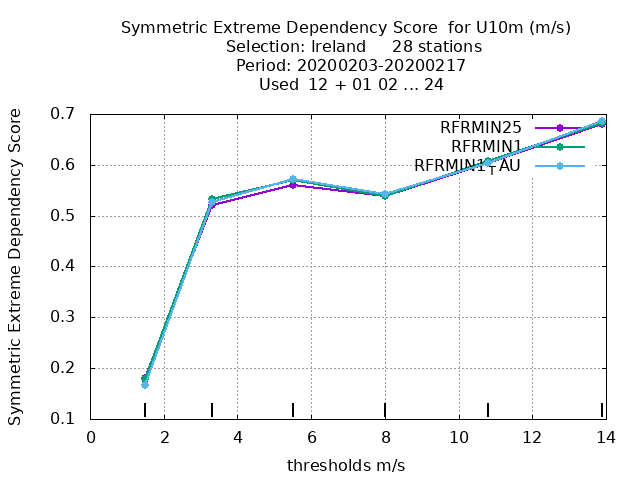 Symmetric Extreme Dependency Score  for U10m (m/s)
Selection: Ireland     28 stations
Period: 20200203-20200217
Used  12 + 01 02 ... 24
Symmetric Extreme Dependency Score
0.7
0.6
0.5
0.4
0.3
0.2
0.1
RFRMIN25
RFRMIN1
RFRMIN1TAU
0 2 4 6 8 10 12 14
thresholds m/s